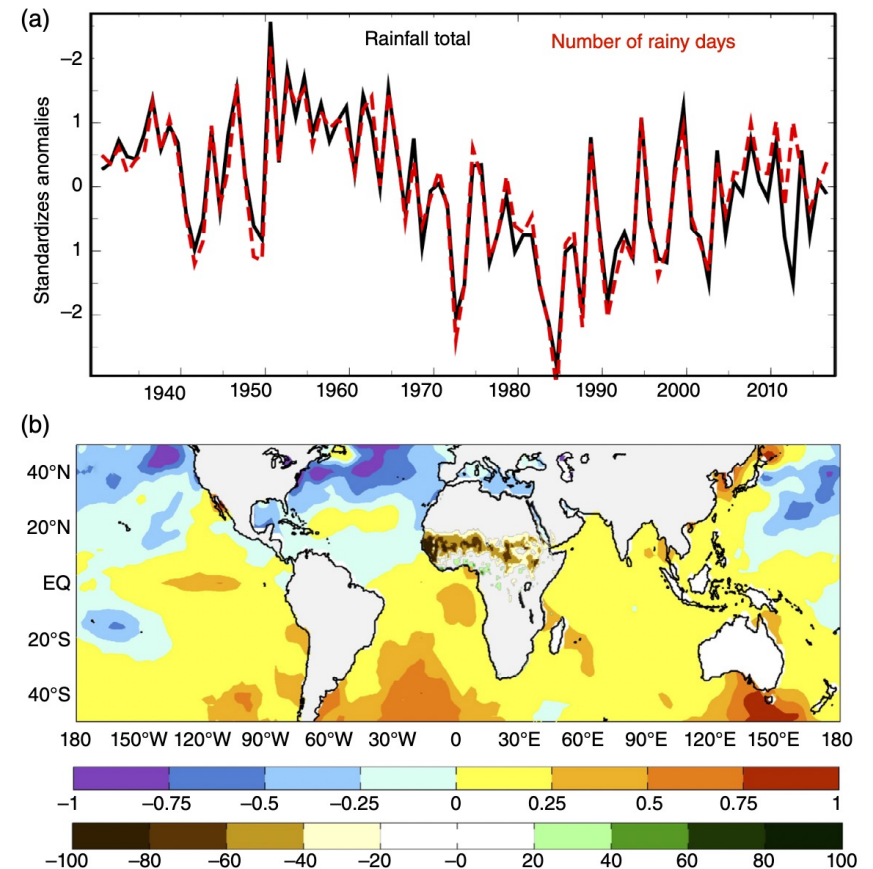 (a)
Rainfall total
Number of rainy days
Standardizes anomalies
–2
1
0
1
–2
1940 1950 1960 1970 1980 1990 2000 2010
(b)
40°N
20°N
EQ
20°S
40°S
180 150°W 120°W 90°W 60°W 30°W 0 30°E 60°E 90°E 120°E 150°E 180
–1 –0.75 –0.5 –0.25 0 0.25 0.5 0.75 1
–100 –80 –60 –40 –20 –0 20 40 60 80 100